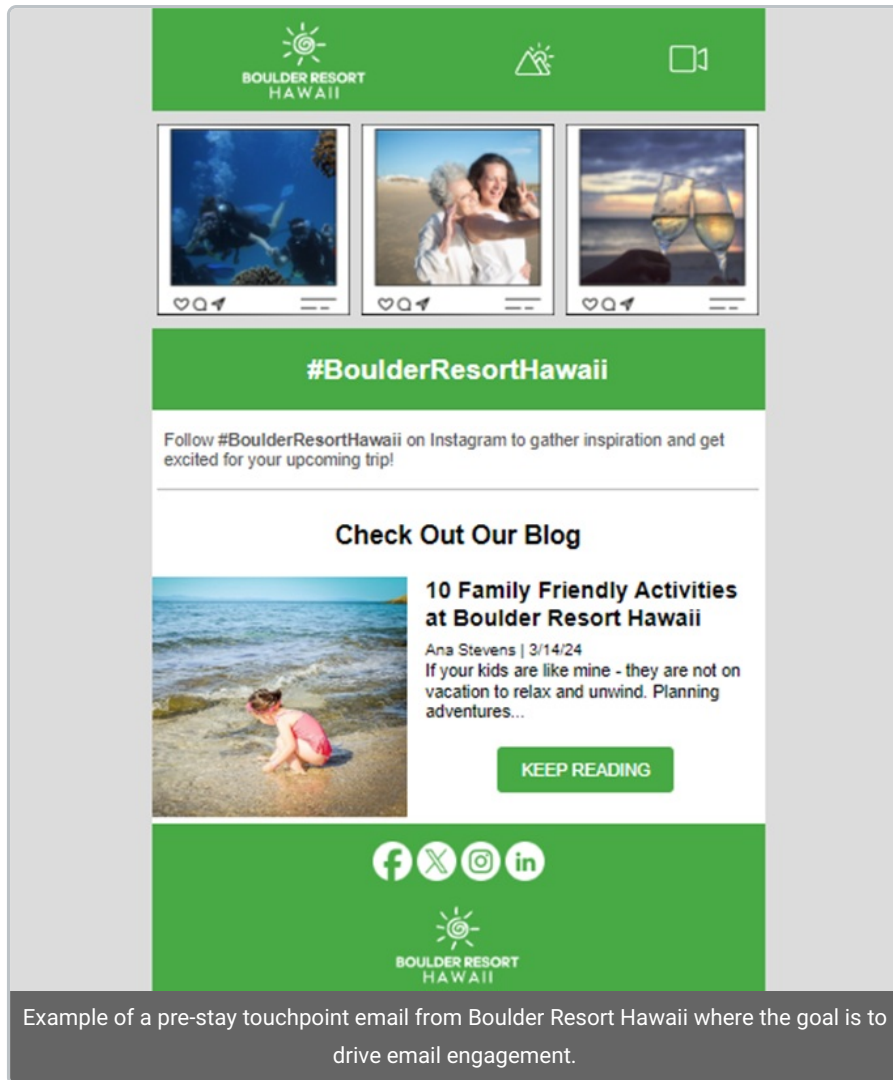 BOULDER RESORT
HAWAII
#BoulderResortHawaii
Follow #BoulderResortHawaii on Instagram to gather inspiration and get
excited for your upcoming trip!
Check Out Our Blog
10 Family Friendly Activities
at Boulder Resort Hawaii
Ana Stevens | 3/14/24
If your kids are like mine - they are not on
vacation to relax and unwind. Planning
adventures...
KEEP READING
f X in
BOULDER RESORT
HAWAII
Example of a pre-stay touchpoint email from Boulder Resort Hawaii where the goal is to
drive email engagement.